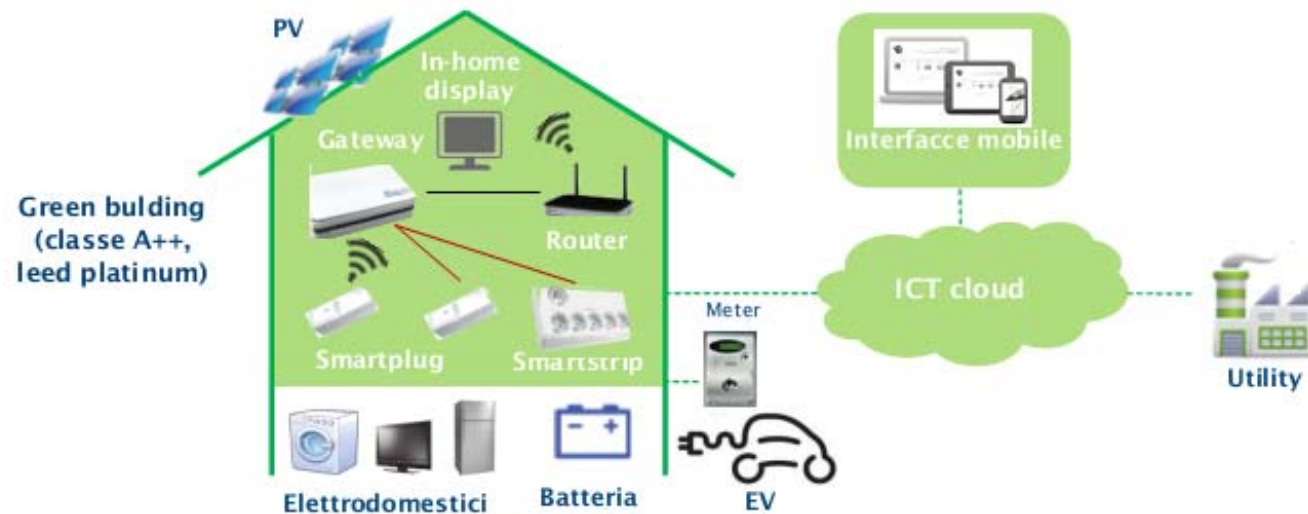 PV
In-home
display
Gateway
Router
Green bulding
(classe A++,
leed platinum)
Smartplug
Smartstrip
Elettrodomestici
Batteria
Meter
EV
Interfacce mobile
ICT cloud
Utility